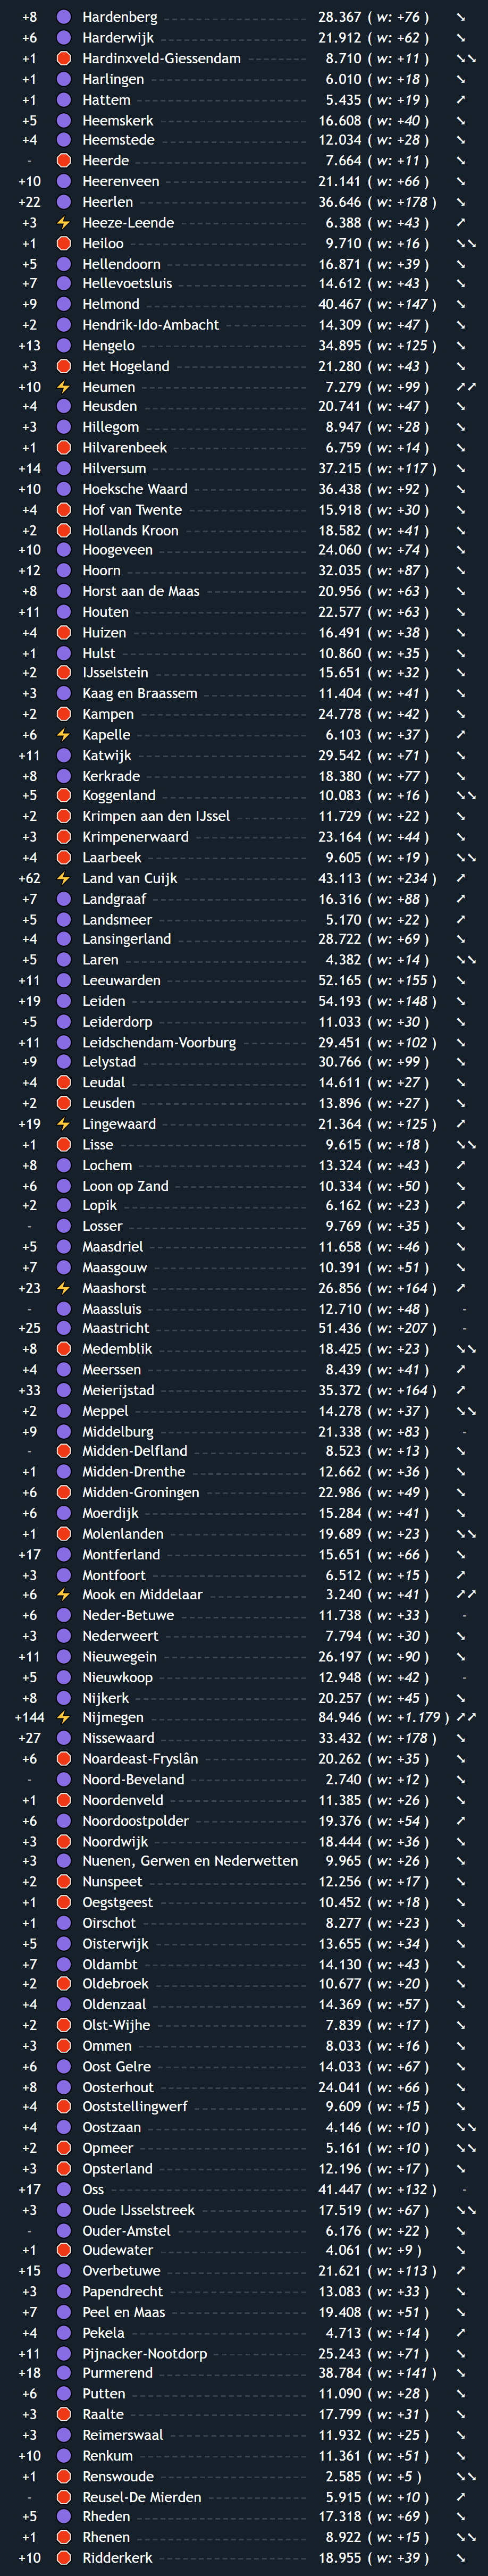 +8 Hardenberg 28.367 ( w: +76 ) ↘
+6 Harderwijk 21.912 ( w: +62 ) ↘
+1 Hardinxveld-Giessendam 8.710 ( w: +11 ) ↘↘
+1 Harlingen 6.010 ( w: +18 ) ↘
+1 Hattem 5.435 ( w: +19 ) ↗
+5 Heemskerk 16.608 ( w: +40 ) ↘
+4 Heemstede 12.034 ( w: +28 ) ↘
- Heerde 7.664 ( w: +11 ) ↘
+10 Heerenveen 21.141 ( w: +66 ) ↘
+22 Heerlen 36.646 ( w: +178 ) ↘
+3 Heeze-Leende 6.388 ( w: +43 ) ↗
+1 Heiloo 9.710 ( w: +16 ) ↘↘
+5 Hellendoorn 16.871 ( w: +39 ) ↘
+7 Hellevoetsluis 14.612 ( w: +43 ) ↘
+9 Helmond 40.467 ( w: +147 ) ↘
+2 Hendrik-Ido-Ambacht 14.309 ( w: +47 ) ↘
+13 Hengelo 34.895 ( w: +125 ) ↘
+3 Het Hogeland 21.280 ( w: +43 ) ↘
+10 Heumen 7.279 ( w: +99 ) ↗↗
+4 Heusden 20.741 ( w: +47 ) ↘
+3 Hillegom 8.947 ( w: +28 ) ↘
+1 Hilvarenbeek 6.759 ( w: +14 ) ↘
+14 Hilversum 37.215 ( w: +117 ) ↘
+10 Hoeksche Waard 36.438 ( w: +92 ) ↘
+4 Hof van Twente 15.918 ( w: +30 ) ↘
+2 Hollands Kroon 18.582 ( w: +41 ) ↘
+10 Hoogeveen 24.060 ( w: +74 ) ↘
+12 Hoorn 32.035 ( w: +87 ) ↘
+8 Horst aan de Maas 20.956 ( w: +63 ) ↘
+11 Houten 22.577 ( w: +63 ) ↘
+4 Huizen 16.491 ( w: +38 ) ↘
+1 Hulst 10.860 ( w: +35 ) ↘
+2 IJsselstein 15.651 ( w: +32 ) ↘
+3 Kaag en Braassem 11.404 ( w: +41 ) ↘
+2 Kampen 24.778 ( w: +42 ) ↘
+6 Kapelle 6.103 ( w: +37 ) ↗
+11 Katwijk 29.542 ( w: +71 ) ↘
+8 Kerkrade 18.380 ( w: +77 ) ↘
+5 Koggenland 10.083 ( w: +16 ) ↘↘
+2 Krimpen aan den IJssel 11.729 ( w: +22 ) ↘
+3 Krimpenerwaard 23.164 ( w: +44 ) ↘
+4 Laarbeek 9.605 ( w: +19 ) ↘↘
+62 Land van Cuijk 43.113 ( w: +234 ) ↗
+7 Landgraaf 16.316 ( w: +88 ) ↗
+5 Landsmeer 5.170 ( w: +22 ) ↗
+4 Lansingerland 28.722 ( w: +69 ) ↘
+5 Laren 4.382 ( w: +14 ) ↘↘
+11 Leeuwarden 52.165 ( w: +155 ) ↘
+19 Leiden 54.193 ( w: +148 ) ↘
+5 Leiderdorp 11.033 ( w: +30 ) ↘
+11 Leidschendam-Voorburg 29.451 ( w: +102 ) ↘
+9 Lelystad 30.766 ( w: +99 ) ↘
+4 Leudal 14.611 ( w: +27 ) ↘
+2 Leusden 13.896 ( w: +27 ) ↘
+19 Lingewaard 21.364 ( w: +125 ) ↗
+1 Lisse 9.615 ( w: +18 ) ↘↘
+8 Lochem 13.324 ( w: +43 ) ↗
+6 Loon op Zand 10.334 ( w: +50 ) ↘
+2 Lopik 6.162 ( w: +23 ) ↗
- Losser 9.769 ( w: +35 ) ↘
+5 Maasdriel 11.658 ( w: +46 ) ↘
+7 Maasgouw 10.391 ( w: +51 ) ↘
+23 Maashorst 26.856 ( w: +164 ) ↗
- Maassluis 12.710 ( w: +48 ) -
+25 Maastricht 51.436 ( w: +207 ) -
+8 Medemblik 18.425 ( w: +23 ) ↘↘
+4 Meerssen 8.439 ( w: +41 ) ↗
+33 Meierijstad 35.372 ( w: +164 ) ↗
+2 Meppel 14.278 ( w: +37 ) ↘↘
+9 Middelburg 21.338 ( w: +83 ) -
- Midden-Delfland 8.523 ( w: +13 ) ↘
+1 Midden-Drenthe 12.662 ( w: +36 ) ↘
+6 Midden-Groningen 22.986 ( w: +49 ) ↘
+6 Moerdijk 15.284 ( w: +41 ) ↘
+1 Molenlanden 19.689 ( w: +23 ) ↘↘
+17 Montferland 15.651 ( w: +66 ) ↘
+3 Montfoort 6.512 ( w: +15 ) ↗
+6 Mook en Middelaar 3.240 ( w: +41 ) ↗↗
+6 Neder-Betuwe 11.738 ( w: +33 ) -
+3 Nederweert 7.794 ( w: +30 ) ↘
+11 Nieuwegein 26.197 ( w: +90 ) ↘
+5 Nieuwkoop 12.948 ( w: +42 ) -
+8 Nijkerk 20.257 ( w: +45 ) ↘
+144 Nijmegen 84.946 ( w: +1.179 ) ↗↗
+27 Nissewaard 33.432 ( w: +178 ) ↘
+6 Noardeast-Fryslân 20.262 ( w: +35 ) ↘
- Noord-Beveland 2.740 ( w: +12 ) ↘
+1 Noordenveld 11.385 ( w: +26 ) ↘
+6 Noordoostpolder 19.376 ( w: +54 ) ↗
+3 Noordwijk 18.444 ( w: +36 ) ↘
+3 Nuenen, Gerwen en Nederwetten 9.965 ( w: +26 ) ↘
+2 Nunspeet 12.256 ( w: +17 ) ↘
+1 Oegstgeest 10.452 ( w: +18 ) ↘
+1 Oirschot 8.277 ( w: +23 ) ↘
+5 Oisterwijk 13.655 ( w: +34 ) ↘
+7 Oldambt 14.130 ( w: +43 ) ↘
+2 Oldebroek 10.677 ( w: +20 ) ↘
+4 Oldenzaal 14.369 ( w: +57 ) ↘
+2 Olst-Wijhe 7.839 ( w: +17 ) ↘
+3 Ommen 8.033 ( w: +16 ) ↘
+6 Oost Gelre 14.033 ( w: +67 ) ↘
+8 Oosterhout 24.041 ( w: +66 ) ↘
+4 Ooststellingwerf 9.609 ( w: +15 ) ↘
+4 Oostzaan 4.146 ( w: +10 ) ↘↘
+2 Opmeer 5.161 ( w: +10 ) ↘↘
+3 Opsterland 12.196 ( w: +17 ) ↘
+17 Oss 41.447 ( w: +132 ) -
+3 Oude IJsselstreek 17.519 ( w: +67 ) ↘↘
- Ouder-Amstel 6.176 ( w: +22 ) ↘
+1 Oudewater 4.061 ( w: +9 ) ↘
+15 Overbetuwe 21.621 ( w: +113 ) ↗
+3 Papendrecht 13.083 ( w: +33 ) ↘
+7 Peel en Maas 19.408 ( w: +51 ) ↘
+4 Pekela 4.713 ( w: +14 ) ↗
+11 Pijnacker-Nootdorp 25.243 ( w: +71 ) ↘
+18 Purmerend 38.784 ( w: +141 ) ↘
+6 Putten 11.090 ( w: +28 ) ↘
+3 Raalte 17.799 ( w: +31 ) ↘
+3 Reimerswaal 11.932 ( w: +25 ) ↘
+10 Renkum 11.361 ( w: +51 ) ↘
+1 Renswoude 2.585 ( w: +5 ) ↘↘
- Reusel-De Mierden 5.915 ( w: +10 ) ↗
+5 Rheden 17.318 ( w: +69 ) ↘
+1 Rhenen 8.922 ( w: +15 ) ↘↘
+10 Ridderkerk 18.955 ( w: +39 ) ↘